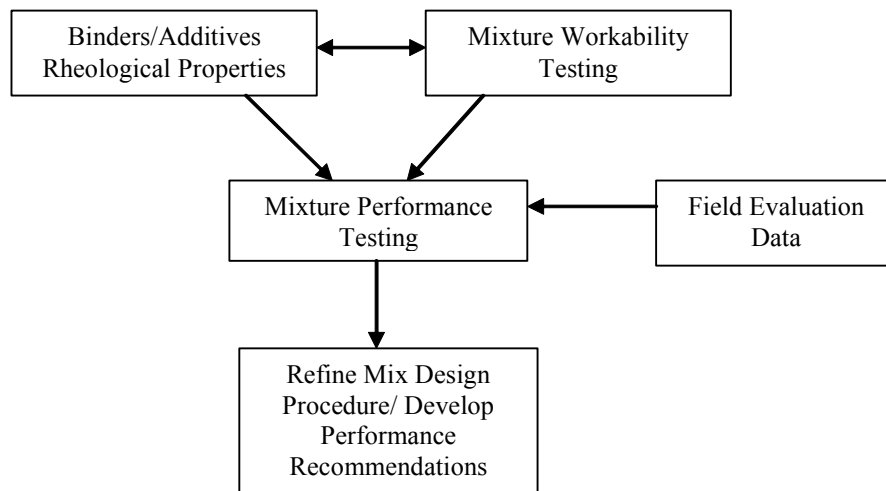 Binders/Additives
Rheological Properties
Mixture Workability
Testing
Mixture Performance
Testing
Field Evaluation
Data
Refine Mix Design
Procedure/ Develop
Performance
Recommendations